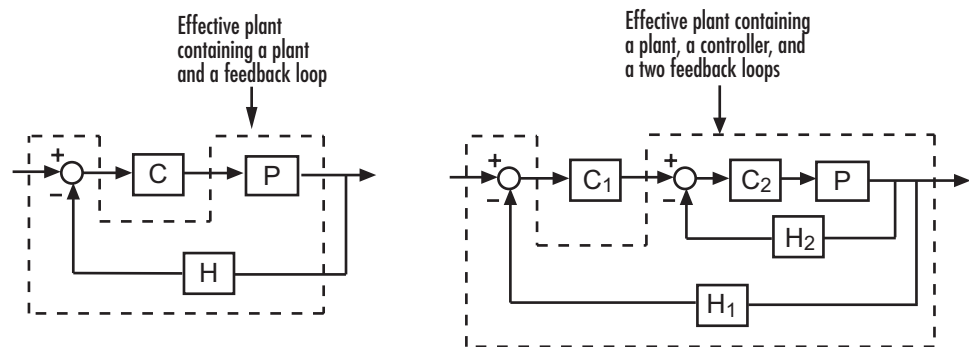 Effective plant
containing a plant
and a feedback loop
+
−
C
P
H
Effective plant containing
a plant, a controller, and
a two feedback loops
+
−
C₁
+
−
C₂
P
H₂
H₁